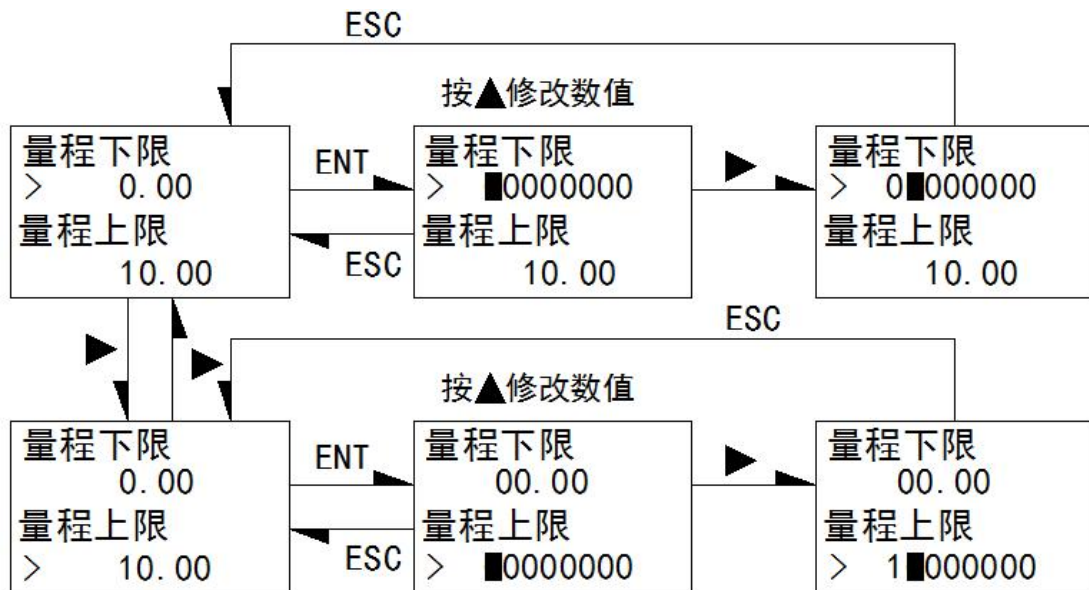 ESC
按▲修改数值
量程下限
> 0.00
量程上限
10.00
ENT
ESC
量程下限
> █0000000
量程上限
10.00
▶
量程下限
> 0█000000
量程上限
10.00
▶
▶
ESC
按▲修改数值
量程下限
0.00
量程上限
> 10.00
ENT
ESC
量程下限
00.00
量程上限
> █0000000
▶
量程下限
00.00
量程上限
> 1█000000